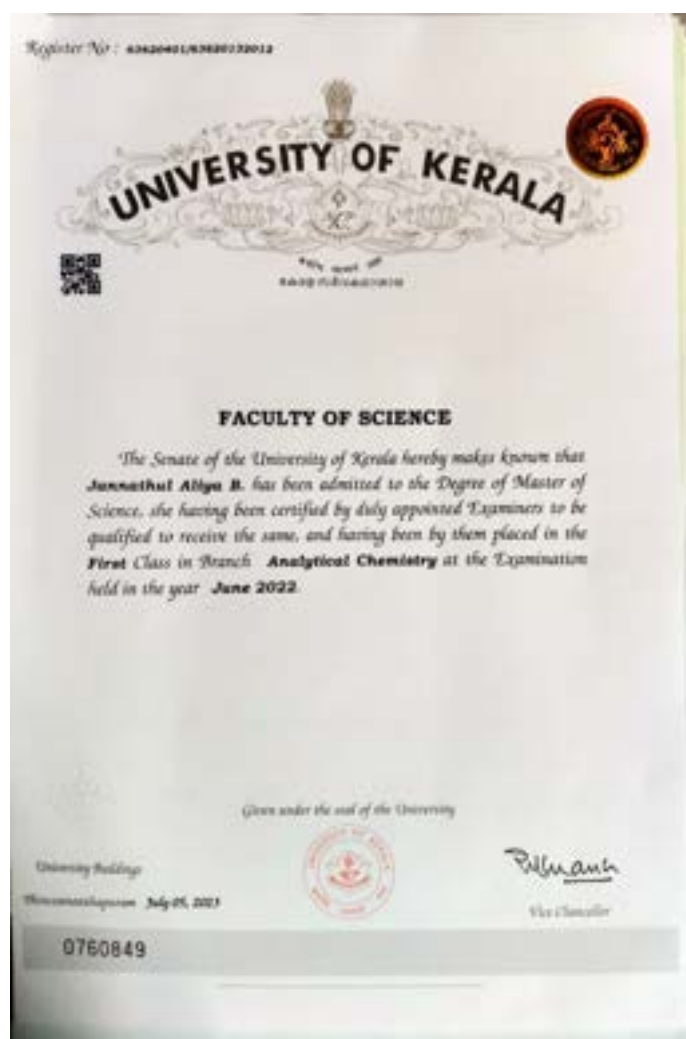 Register No :
UNIVERSITY OF KERALA
FACULTY OF SCIENCE
The Senate of the University of Kerala hereby makes known that
Jannathul Aliya B. has been admitted to the Degree of Master of
Science, she having been certified by duly appointed Examiners to be
qualified to receive the same, and having been by them placed in the
First Class in Branch Analytical Chemistry at the Examination
held in the year June 2022.
Given under the seal of the University
University Buildings
Thiruvananthapuram July 05, 2023
Vice Chancellor
0760849